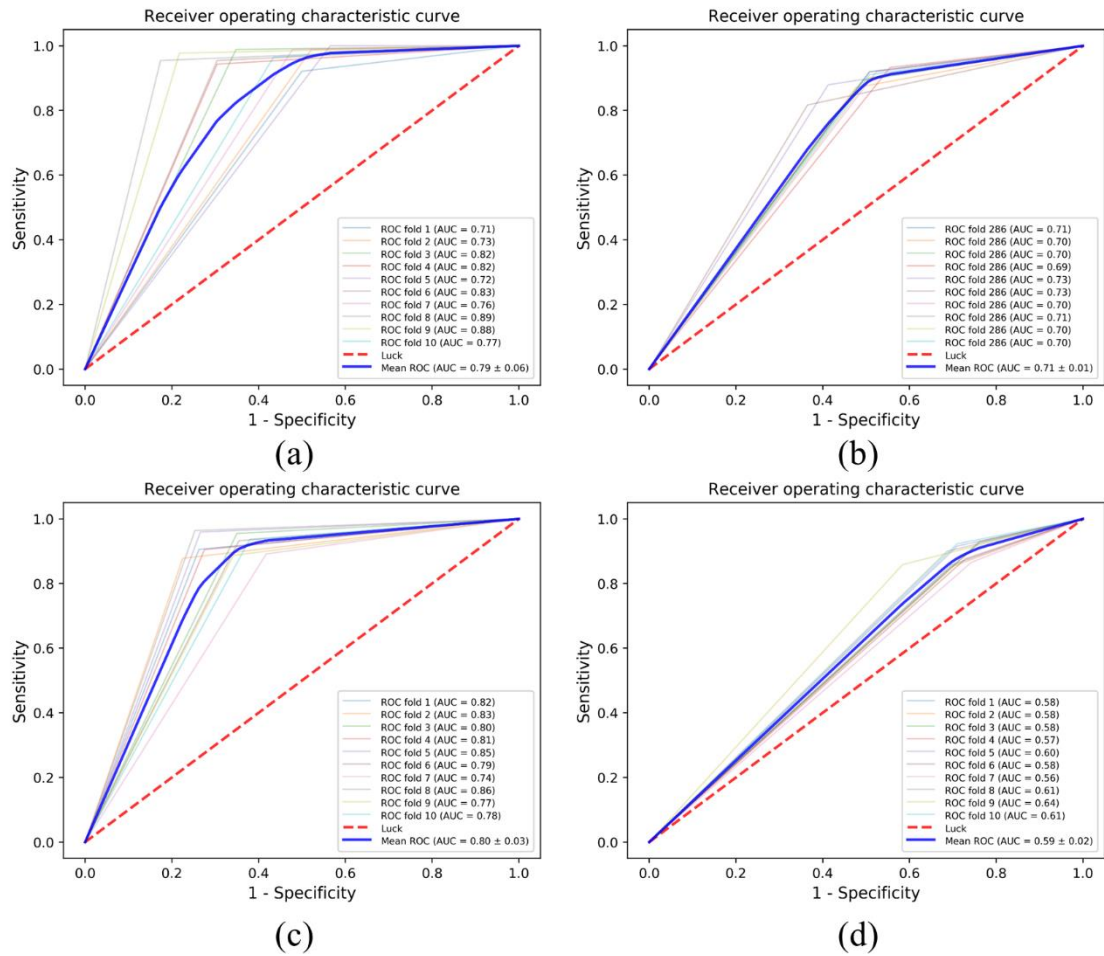 Receiver operating characteristic curve
1.0
0.8
0.6
0.4
0.2
0.0
Sensitivity
ROC fold 1 (AUC = 0.71)
ROC fold 2 (AUC = 0.73)
ROC fold 3 (AUC = 0.82)
ROC fold 4 (AUC = 0.82)
ROC fold 5 (AUC = 0.72)
ROC fold 6 (AUC = 0.83)
ROC fold 7 (AUC = 0.76)
ROC fold 8 (AUC = 0.89)
ROC fold 9 (AUC = 0.88)
ROC fold 10 (AUC = 0.77)
Luck
Mean ROC (AUC = 0.79 ± 0.06)
0.0 0.2 0.4 0.6 0.8 1.0
1 - Specificity
(a)
Receiver operating characteristic curve
1.0
0.8
0.6
0.4
0.2
0.0
Sensitivity
ROC fold 286 (AUC = 0.71)
ROC fold 286 (AUC = 0.70)
ROC fold 286 (AUC = 0.70)
ROC fold 286 (AUC = 0.69)
ROC fold 286 (AUC = 0.73)
ROC fold 286 (AUC = 0.73)
ROC fold 286 (AUC = 0.70)
ROC fold 286 (AUC = 0.71)
ROC fold 286 (AUC = 0.70)
ROC fold 286 (AUC = 0.70)
Luck
Mean ROC (AUC = 0.71 ± 0.01)
0.0 0.2 0.4 0.6 0.8 1.0
1 - Specificity
(b)
Receiver operating characteristic curve
1.0
0.8
0.6
0.4
0.2
0.0
Sensitivity
ROC fold 1 (AUC = 0.82)
ROC fold 2 (AUC = 0.83)
ROC fold 3 (AUC = 0.80)
ROC fold 4 (AUC = 0.81)
ROC fold 5 (AUC = 0.85)
ROC fold 6 (AUC = 0.79)
ROC fold 7 (AUC = 0.74)
ROC fold 8 (AUC = 0.86)
ROC fold 9 (AUC = 0.77)
ROC fold 10 (AUC = 0.78)
Luck
Mean ROC (AUC = 0.80 ± 0.03)
0.0 0.2 0.4 0.6 0.8 1.0
1 - Specificity
(c)
Receiver operating characteristic curve
1.0
0.8
0.6
0.4
0.2
0.0
Sensitivity
ROC fold 1 (AUC = 0.58)
ROC fold 2 (AUC = 0.58)
ROC fold 3 (AUC = 0.58)
ROC fold 4 (AUC = 0.57)
ROC fold 5 (AUC = 0.60)
ROC fold 6 (AUC = 0.58)
ROC fold 7 (AUC = 0.56)
ROC fold 8 (AUC = 0.61)
ROC fold 9 (AUC = 0.64)
ROC fold 10 (AUC = 0.61)
Luck
Mean ROC (AUC = 0.59 ± 0.02)
0.0 0.2 0.4 0.6 0.8 1.0
1 - Specificity
(d)